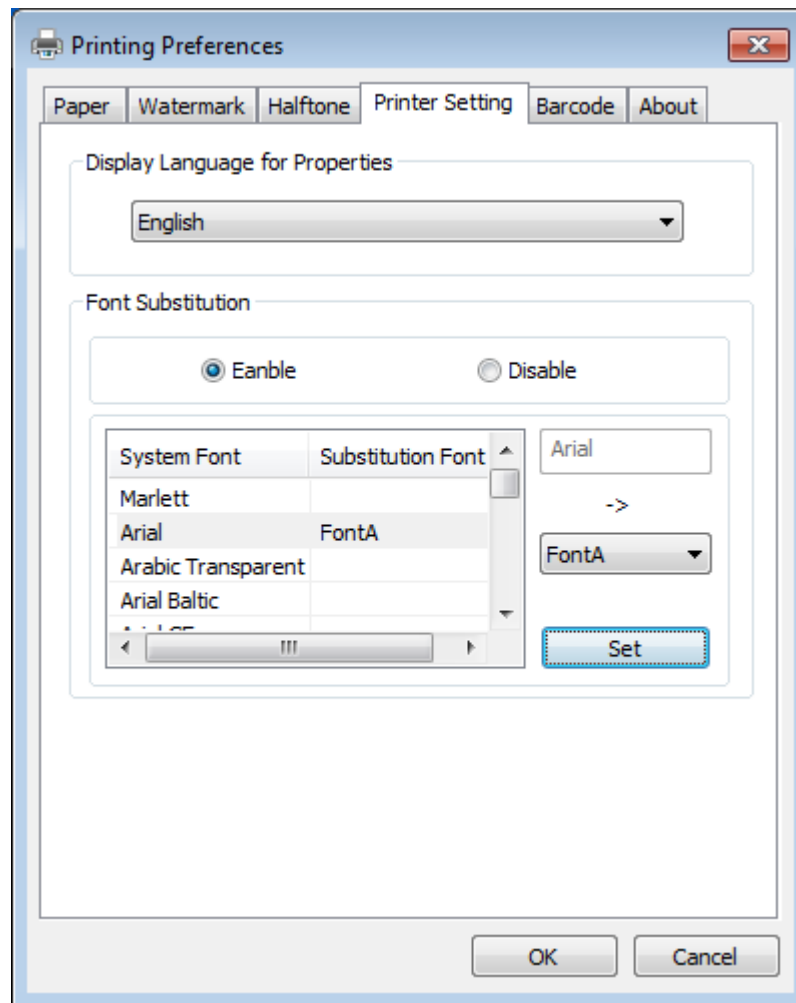 Printing Preferences
Paper Watermark Halftone Printer Setting Barcode About
Display Language for Properties
English
Font Substitution
Eanble Disable
System Font Substitution Font
Marlett
Arial FontA
Arabic Transparent
Arial Baltic
Arial
->
FontA
Set
OK Cancel